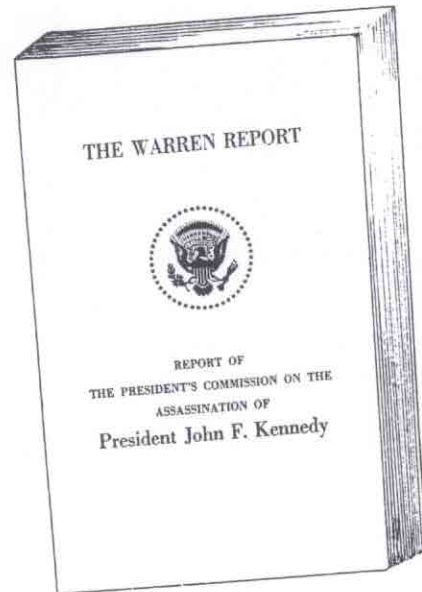 THE WARREN REPORT
REPORT OF
THE PRESIDENT'S COMMISSION ON THE
ASSASSINATION OF
President John F. Kennedy